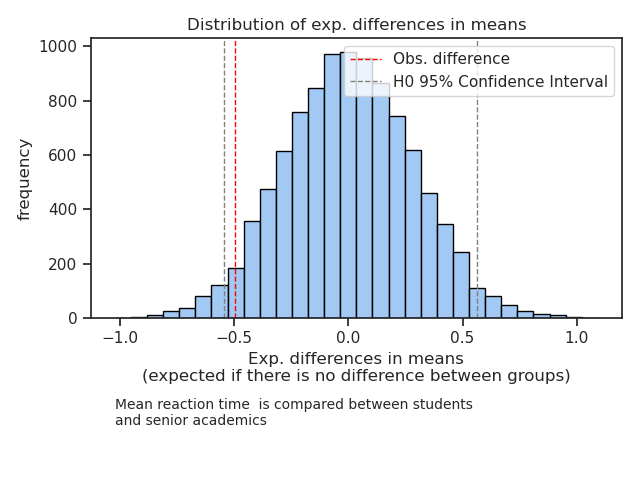 Distribution of exp. differences in means
Obs. difference
H0 95% Confidence Interval
frequency
1000
800
600
400
200
0
−1.0 −0.5 0.0 0.5 1.0
Exp. differences in means
(expected if there is no difference between groups)
Mean reaction time  is compared between students
and senior academics